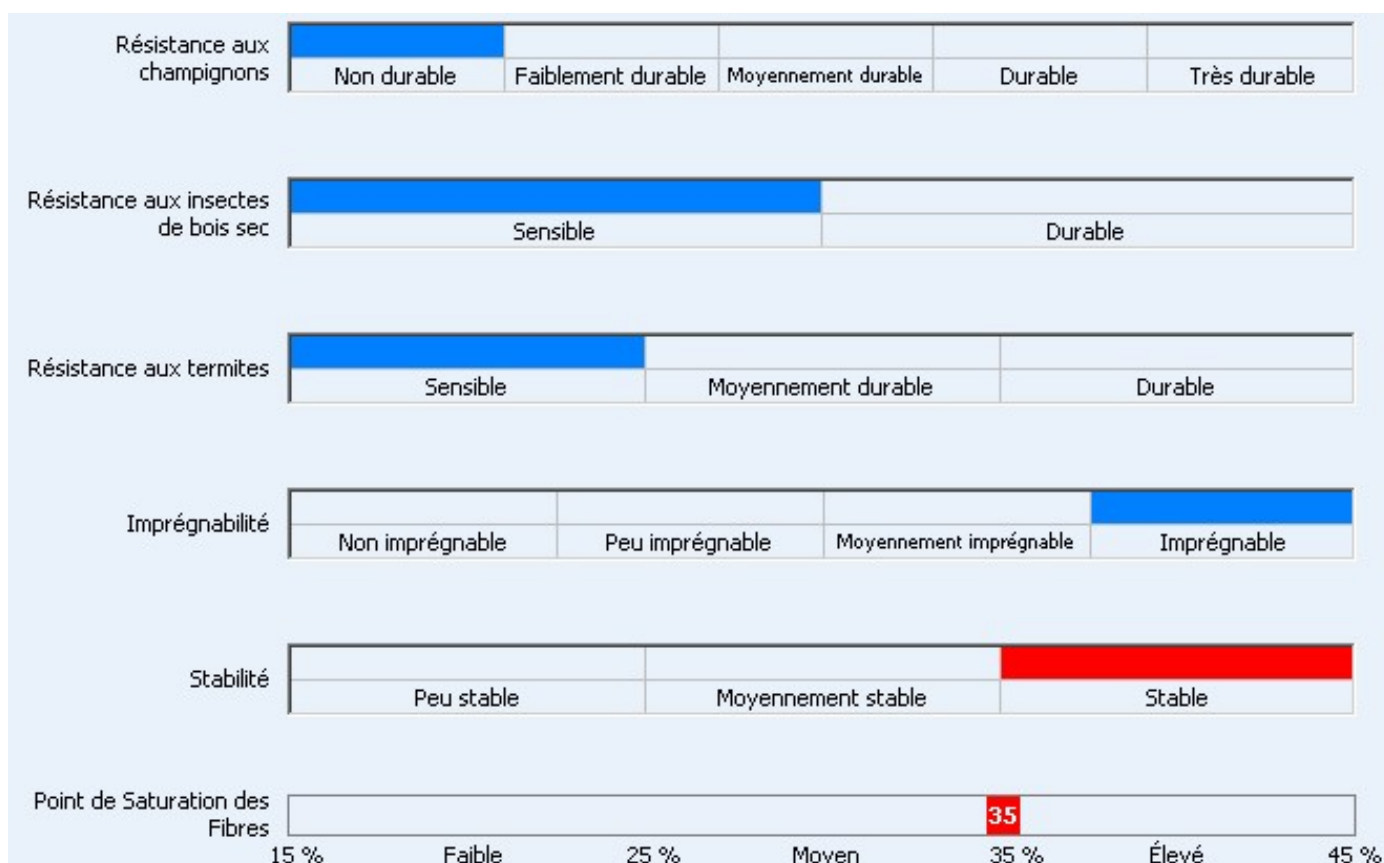 Résistance aux
champignons
Non durable Faiblement durable Moyennement durable Durable Très durable
Résistance aux insectes
de bois sec
Sensible Durable
Résistance aux termites
Sensible Moyennement durable Durable
Imprégnabilité
Non imprégnable Peu imprégnable Moyennement imprégnable Imprégnable
Stabilité
Peu stable Moyennement stable Stable
Point de Saturation des
Fibres
35
15 % Faible 25 % Moyen 35 % Élevé 45 %